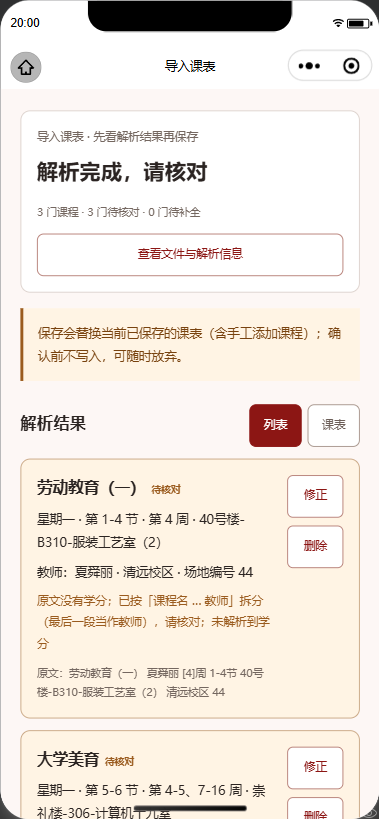 20:00
导入课表
导入课表 · 先看解析结果再保存
解析完成，请核对
3 门课程 · 3 门待核对 · 0 门待补全
查看文件与解析信息
保存会替换当前已保存的课表（含手工添加课程）；确
认前不写入，可随时放弃。
解析结果
列表
课表
劳动教育（一） 待核对
修正
星期一 · 第 1-4 节 · 第 4 周 · 40号楼-
B310-服装工艺室（2）
删除
教师：夏舜丽 · 清远校区 · 场地编号 44
原文没有学分；已按「课程名 ... 教师」拆分
（最后一段当作教师），请核对；未解析到学
分
原文：劳动教育（一） 夏舜丽 [4]周 1-4节 40号
楼-B310-服装工艺室（2） 清远校区 44
大学美育 待核对
修正
星期一 · 第 5-6 节 · 第 4-5、7-16 周 · 崇
礼楼-306-计算机十九室
删除